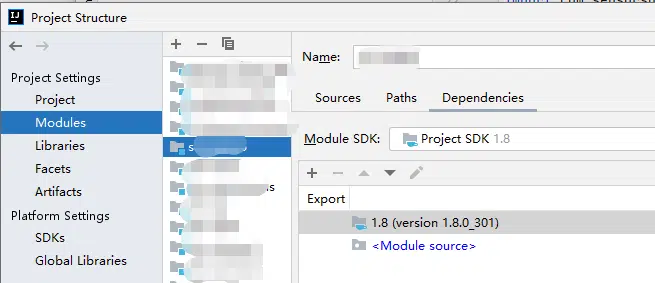 Project Structure
Project Settings
Project
Modules
Libraries
Facets
Artifacts
Platform Settings
SDKs
Global Libraries
Name:
Sources Paths Dependencies
Module SDK: Project SDK 1.8
Export
1.8 (version 1.8.0_301)
<Module source>